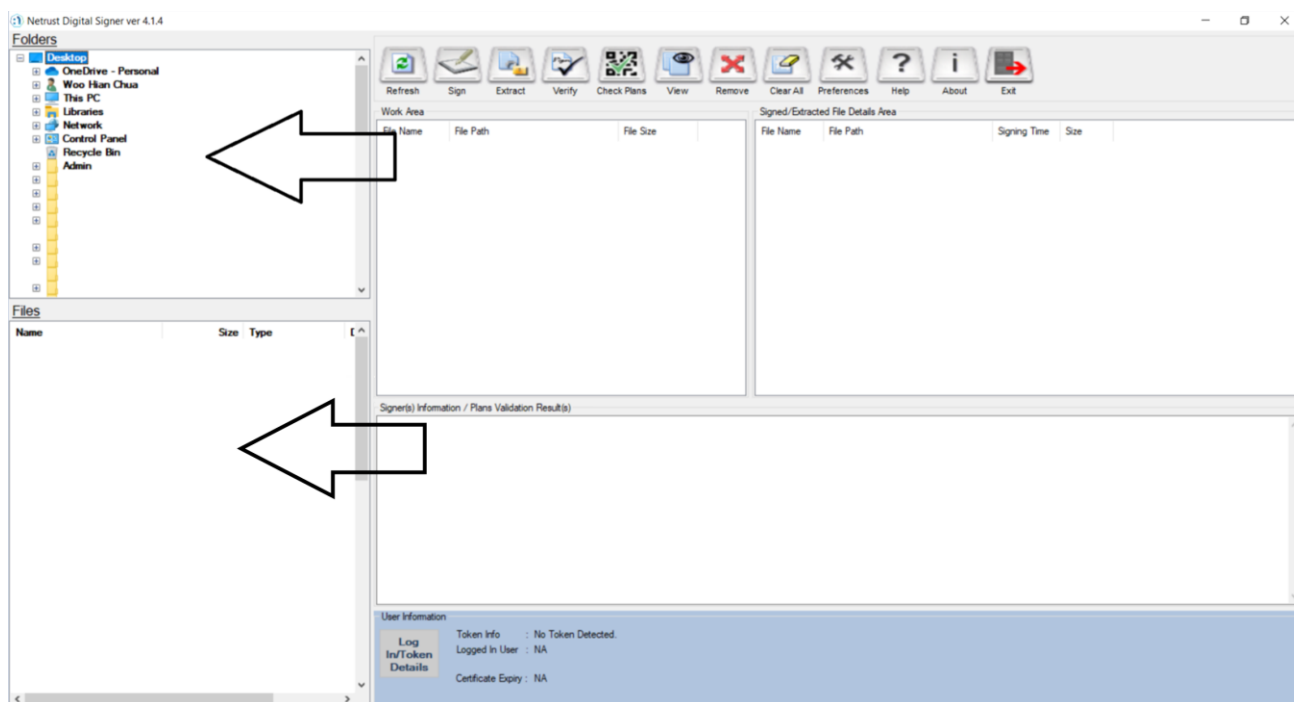 Netrust Digital Signer ver 4.1.4
Folders
Desktop
OneDrive - Personal
Woo Hian Chua
This PC
Libraries
Network
Control Panel
Recycle Bin
Admin
Files
Name Size Type
Refresh Sign Extract Verify Check Plans View Remove Clear All Preferences Help About Exit
Work Area
File Name File Path File Size
Signed/Extracted File Details Area
File Name File Path Signing Time Size
Signer(s) Information / Plans Validation Result(s)
User Information
Log
In/Token
Details
Token Info : No Token Detected.
Logged In User : NA
Certificate Expiry : NA